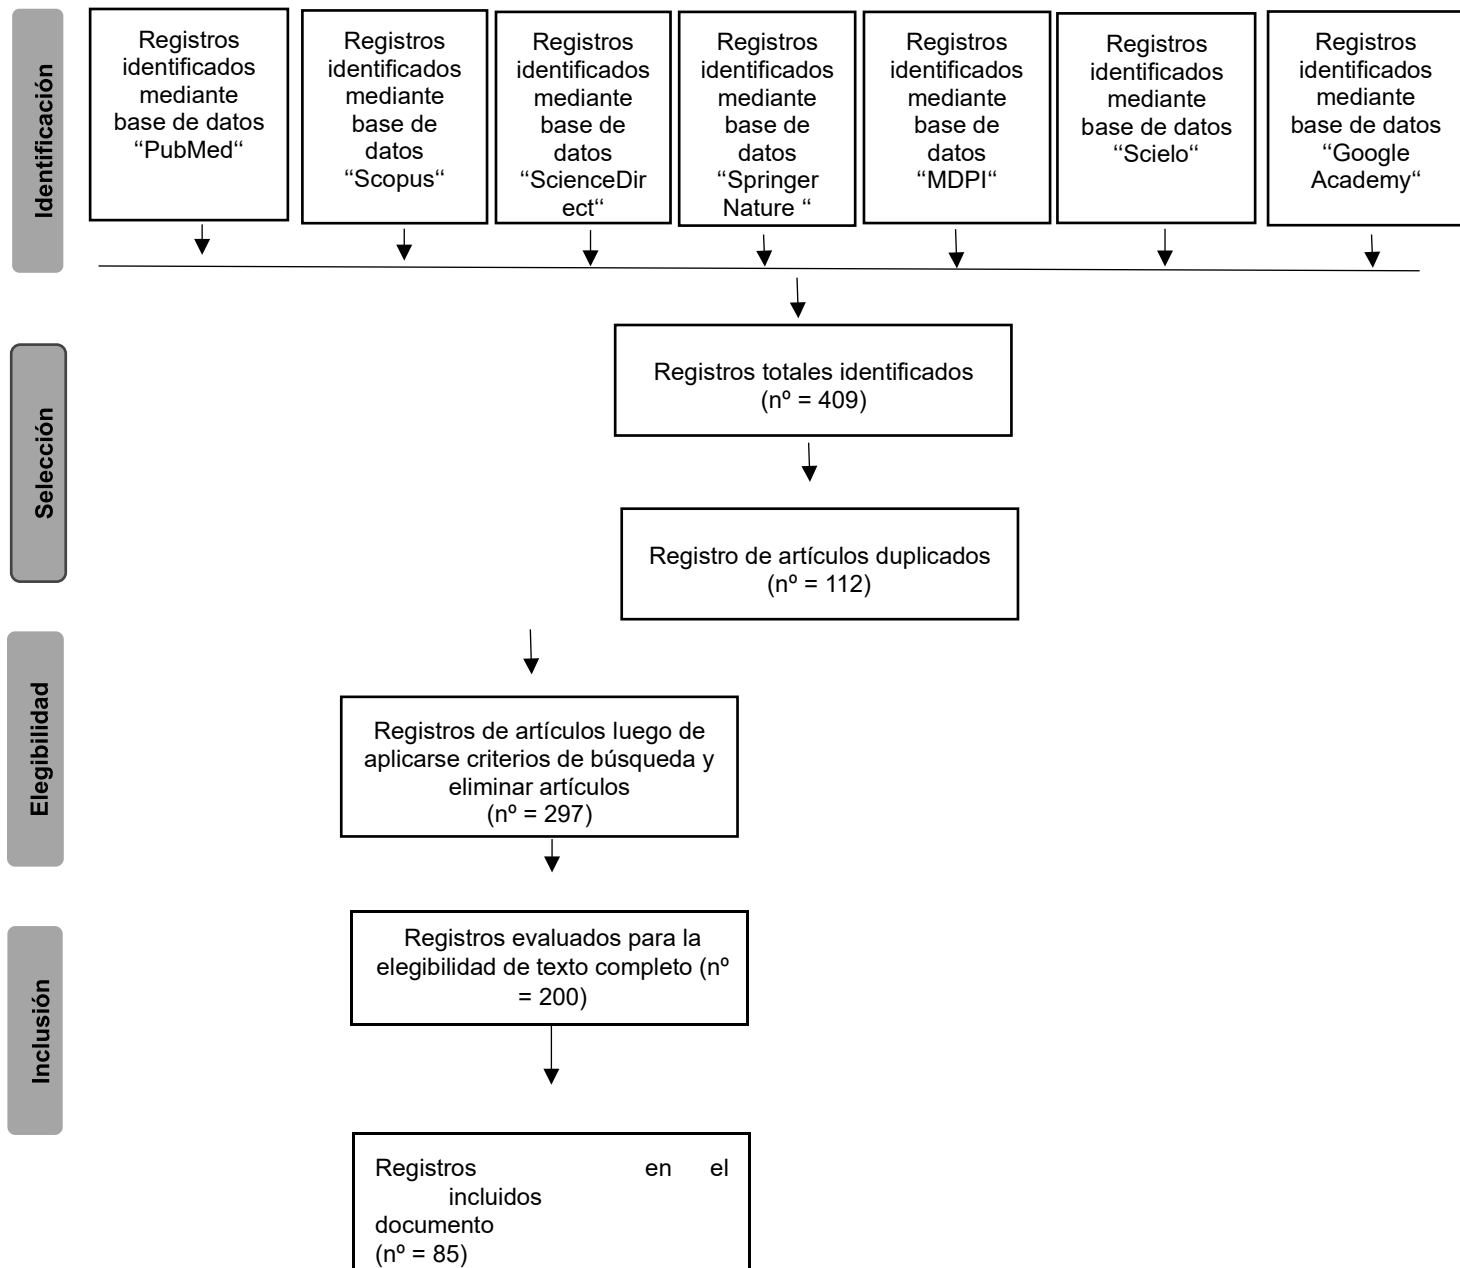 Identificación
Registros
identificados
mediante
base de datos
“PubMed“
Registros
identificados
mediante
base de
datos
“Scopus“
Registros
identificados
mediante
base de
datos
“ScienceDir
ect“
Registros
identificados
mediante
base de
datos
“Springer
Nature “
Registros
identificados
mediante
base de
datos
“MDPI“
Registros
identificados
mediante
base de datos
“Scielo“
Registros
identificados
mediante
base de datos
“Google
Academy“
Selección
Registros totales identificados
(nº = 409)
Registro de artículos duplicados
(nº = 112)
Elegibilidad
Registros de artículos luego de
aplicarse criterios de búsqueda y
eliminar artículos
(nº = 297)
Inclusión
Registros evaluados para la
elegibilidad de texto completo (nº
= 200)
Registros en el
incluidos
documento
(nº = 85)